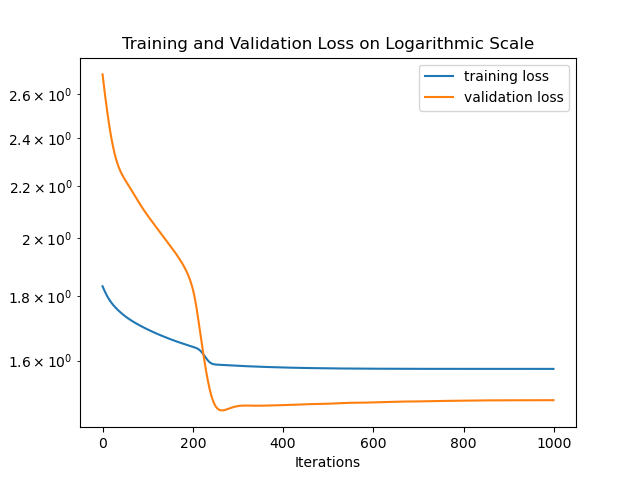 Training and Validation Loss on Logarithmic Scale
training loss
validation loss
2.6 × 10⁰
2.4 × 10⁰
2.2 × 10⁰
2 × 10⁰
1.8 × 10⁰
1.6 × 10⁰
0 200 400 600 800 1000
Iterations